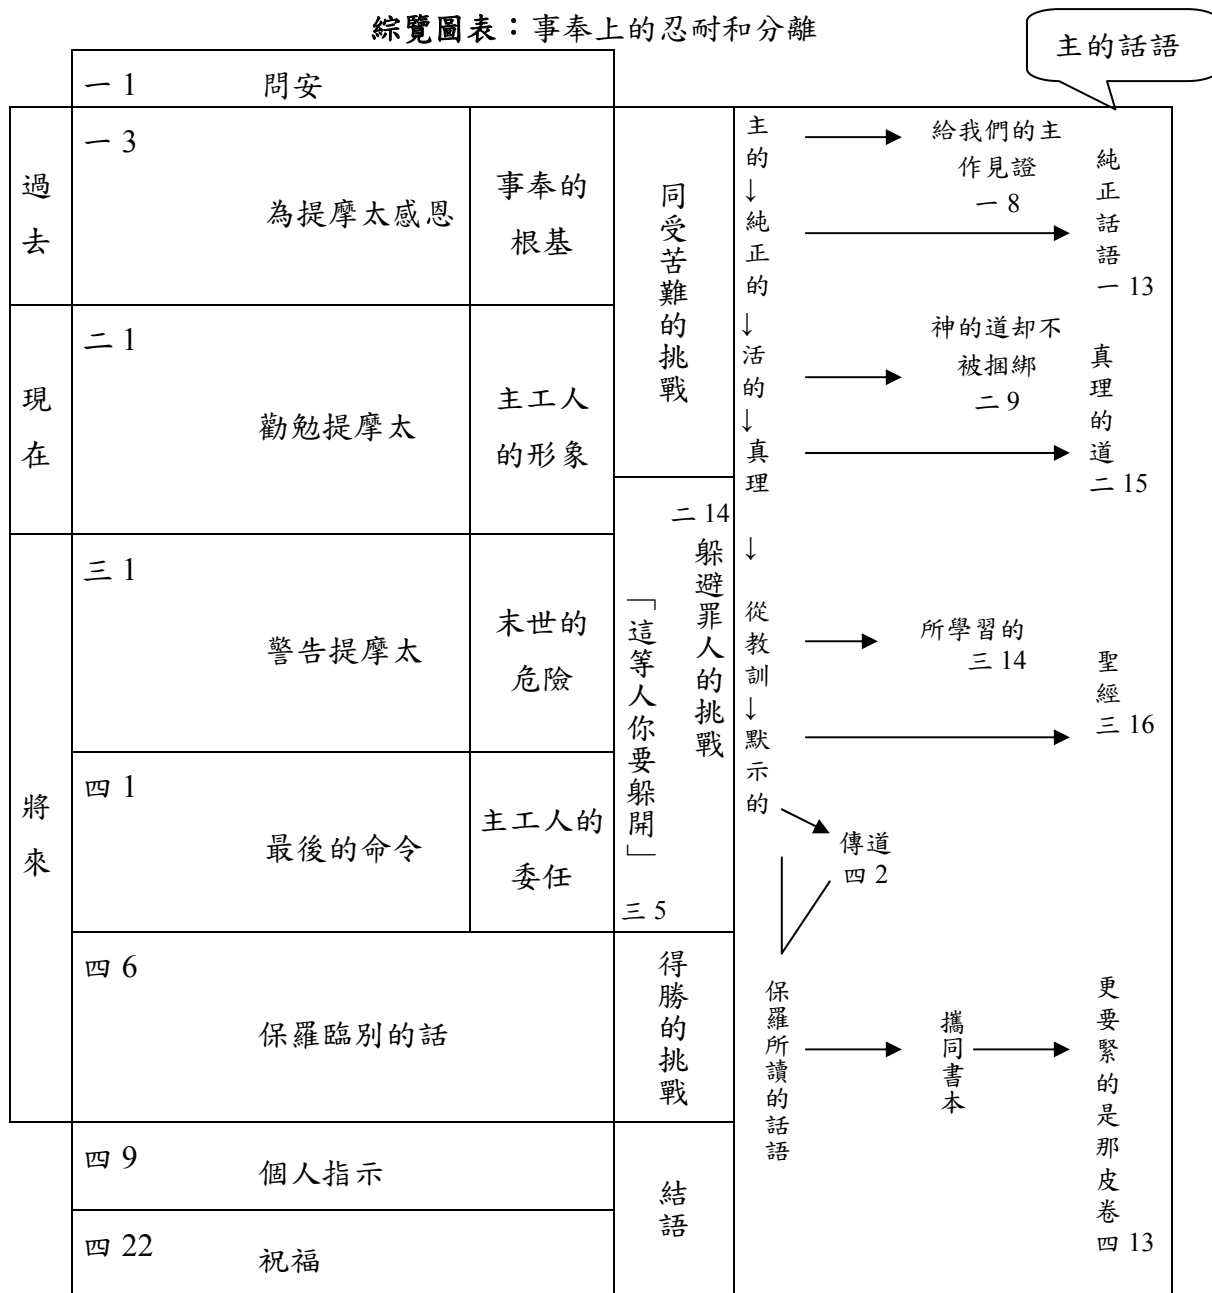 綜覽圖表：事奉上的忍耐和分離
主的話語
一 1 問安
過去
一 3
為提摩太感恩
事奉的
根基
現在
二 1
勸勉提摩太
主工人
的形象
將來
三 1
警告提摩太
末世的
危險
四 1
最後的命令
主工人的
委任
四 6
保羅臨別的話
四 9 個人指示
四 22 祝福
同受苦難的挑戰
二 14
躲避罪人的挑戰
「這等人你要躲開」
三 5
得勝的挑戰
結語
主的↓純正的
↓活的↓真理
↓
從教訓↓默示的
給我們的主
作見證
一 8
純正話語
一 13
神的道却不
被捆綁
二 9
真理的道
二 15
所學習的
三 14
聖經
三 16
傳道
四 2
保羅所讀的話語
攜同書本
更要緊的是那皮卷
四 13